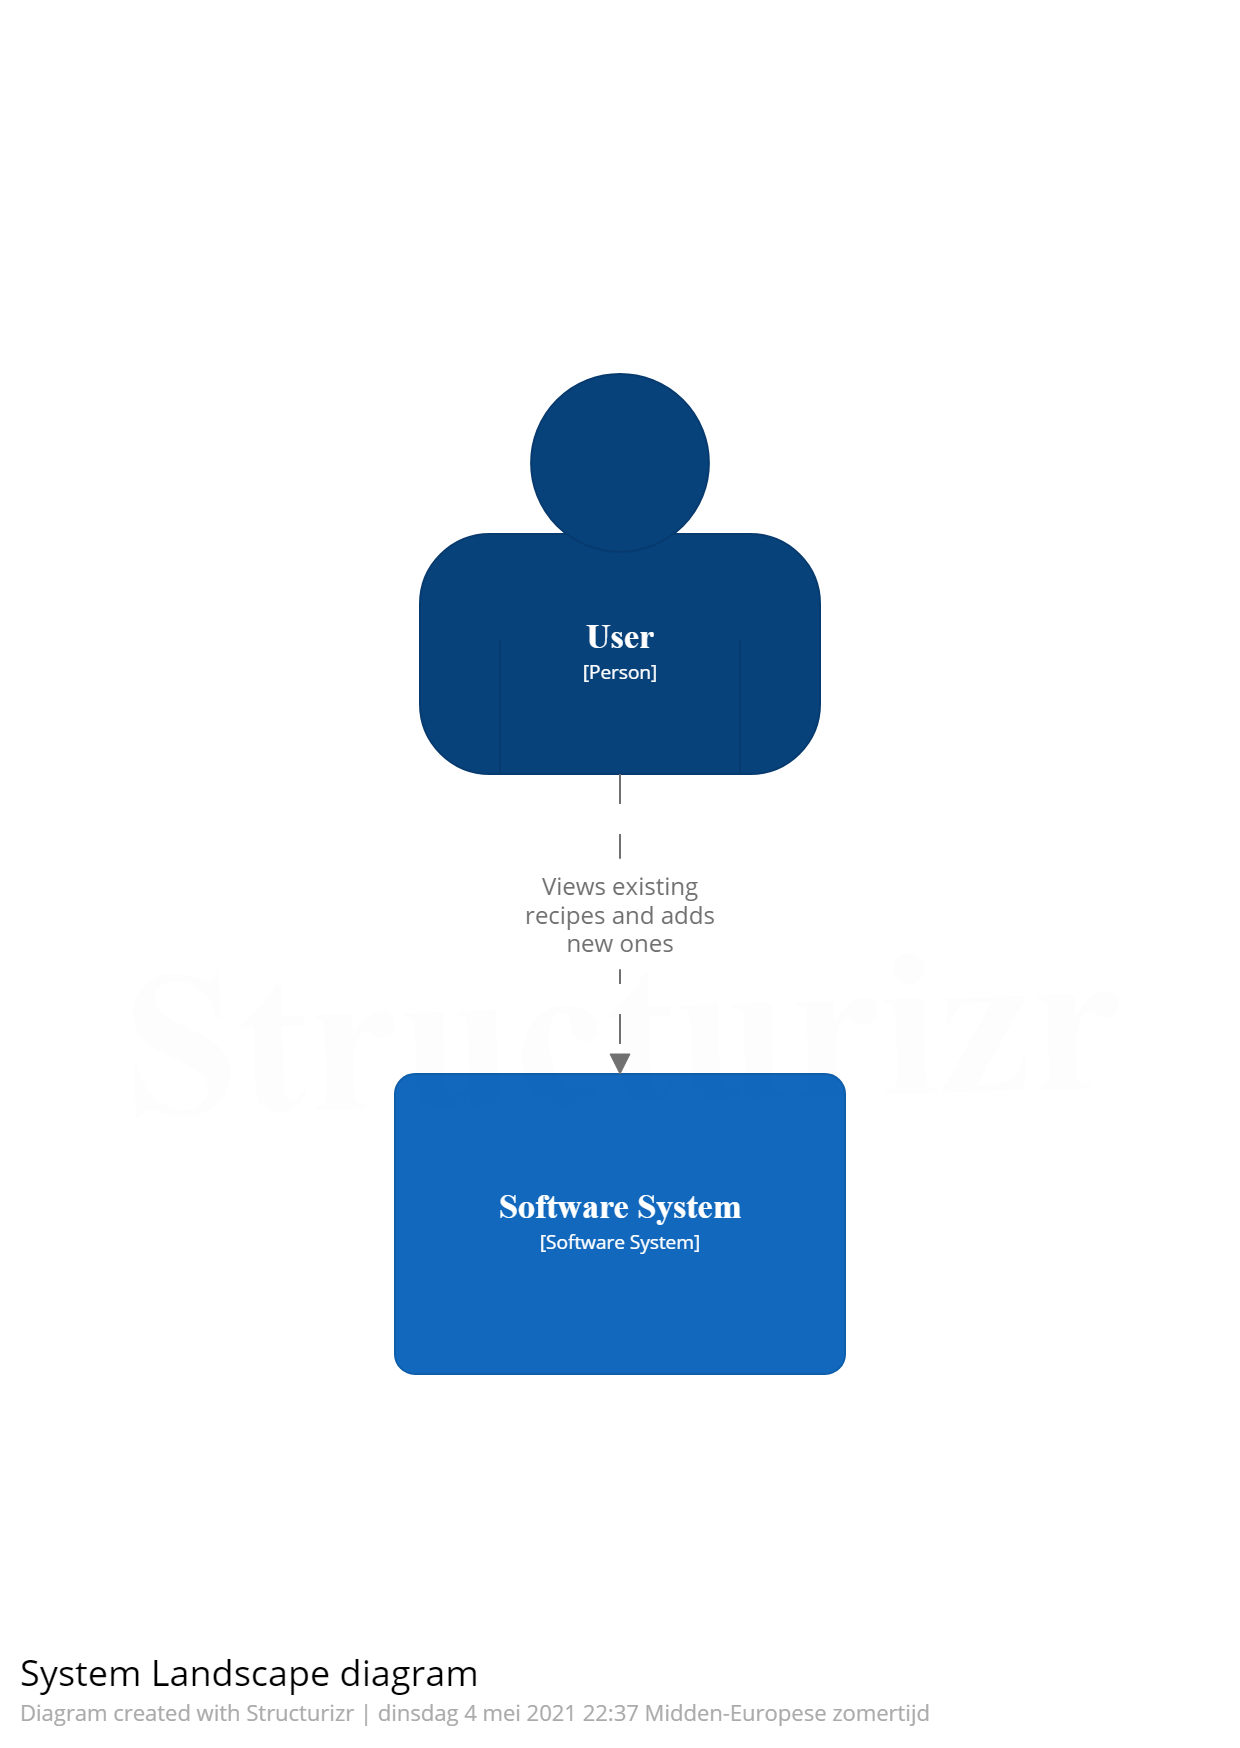 User
[Person]
Views existing
recipes and adds
new ones
Structurizr
Software System
[Software System]
System Landscape diagram
Diagram created with Structurizr | dinsdag 4 mei 2021 22:37 Midden-Europese zomertijd